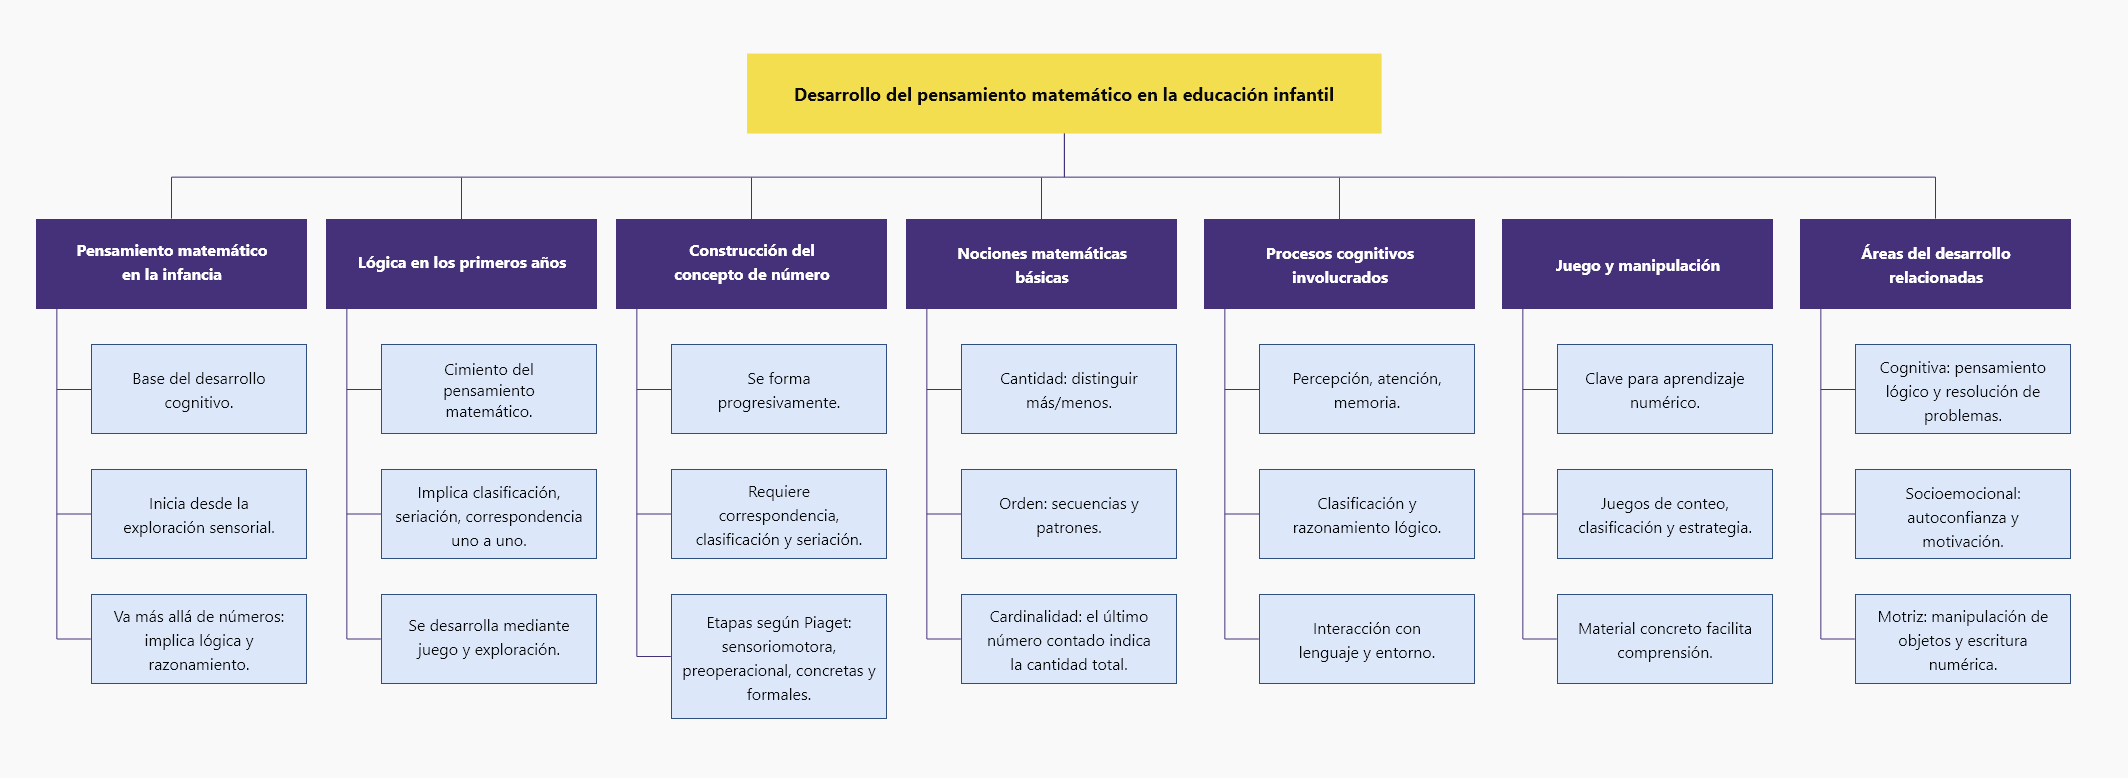 Desarrollo del pensamiento matemático en la educación infantil
Pensamiento matemático
en la infancia
Base del desarrollo
cognitivo.
Inicia desde la
exploración sensorial.
Va más allá de números:
implica lógica y
razonamiento.
Lógica en los primeros años
Cimiento del
pensamiento
matemático.
Implica clasificación,
seriación, correspondencia
uno a uno.
Se desarrolla mediante
juego y exploración.
Construcción del
concepto de número
Se forma
progresivamente.
Requiere
correspondencia,
clasificación y seriación.
Etapas según Piaget:
sensoriomotora,
preoperacional, concretas y
formales.
Nociones matemáticas
básicas
Cantidad: distinguir
más/menos.
Orden: secuencias y
patrones.
Cardinalidad: el último
número contado indica
la cantidad total.
Procesos cognitivos
involucrados
Percepción, atención,
memoria.
Clasificación y
razonamiento lógico.
Interacción con
lenguaje y entorno.
Juego y manipulación
Clave para aprendizaje
numérico.
Juegos de conteo,
clasificación y estrategia.
Material concreto facilita
comprensión.
Áreas del desarrollo
relacionadas
Cognitiva: pensamiento
lógico y resolución de
problemas.
Socioemocional:
autoconfianza y
motivación.
Motriz: manipulación de
objetos y escritura
numérica.